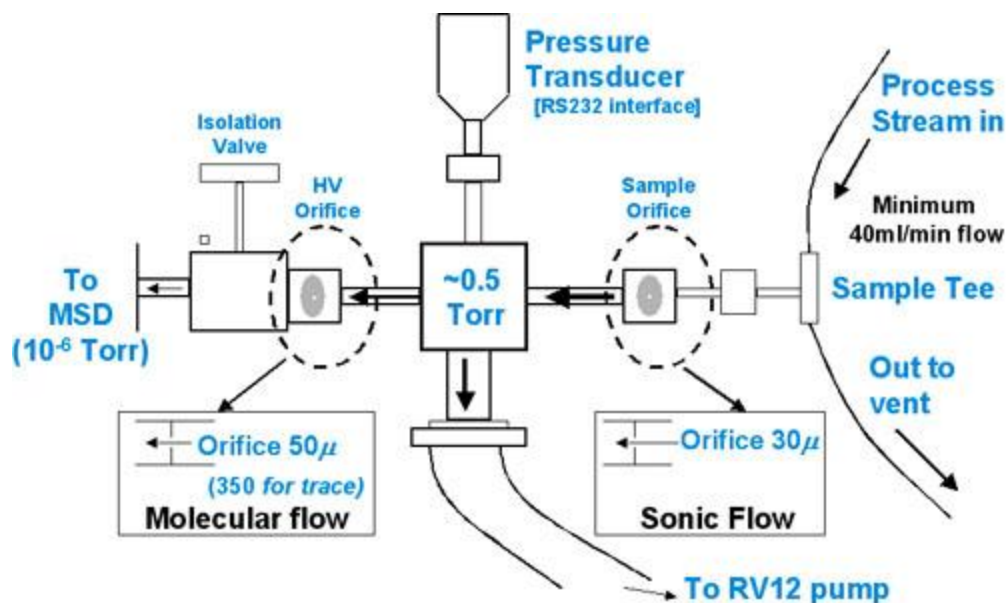 Pressure
Transducer
[RS232 interface]
Process
Stream in
Isolation
Valve
HV
Orifice
Sample
Orifice
Minimum
40ml/min flow
To
MSD
(10⁻⁶ Torr)
~0.5
Torr
Sample Tee
Out to
vent
Orifice 50μ
(350 for trace)
Molecular flow
Orifice 30μ
Sonic Flow
To RV12 pump